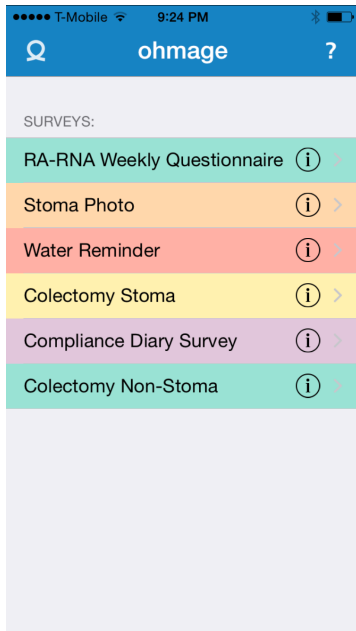 T-Mobile 9:24 PM
ohmage ?
SURVEYS:
RA-RNA Weekly Questionnaire i
Stoma Photo i
Water Reminder i
Colectomy Stoma i
Compliance Diary Survey i
Colectomy Non-Stoma i